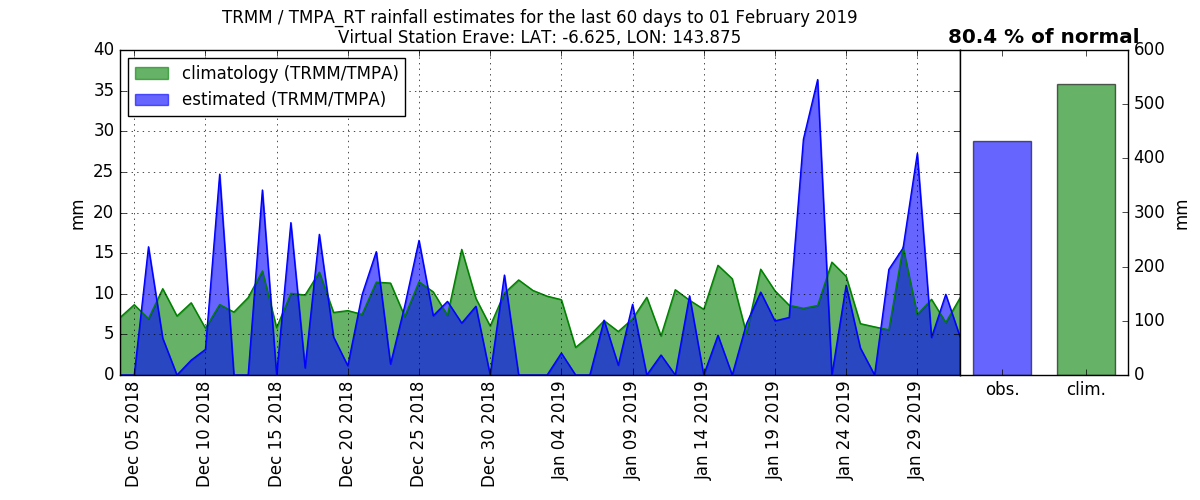 TRMM / TMPA_RT rainfall estimates for the last 60 days to 01 February 2019
Virtual Station Erave: LAT: -6.625, LON: 143.875
80.4 % of normal
climatology (TRMM/TMPA)
estimated (TRMM/TMPA)
mm
40
35
30
25
20
15
10
5
0
Dec 05 2018
Dec 10 2018
Dec 15 2018
Dec 20 2018
Dec 25 2018
Dec 30 2018
Jan 04 2019
Jan 09 2019
Jan 14 2019
Jan 19 2019
Jan 24 2019
Jan 29 2019
600
500
400
300
200
100
0
mm
obs.
clim.